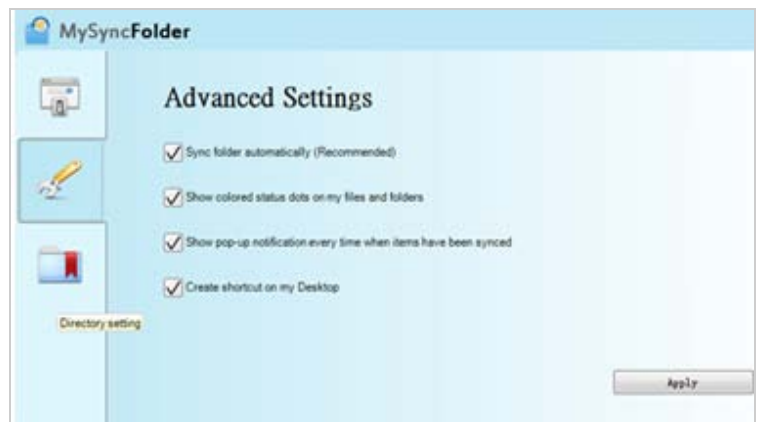 MySyncFolder
Advanced Settings
Sync folder automatically (Recommended)
Show colored status dots on my files and folders
Show pop-up notification every time when items have been synced
Create shortcut on my Desktop
Directory setting
Apply